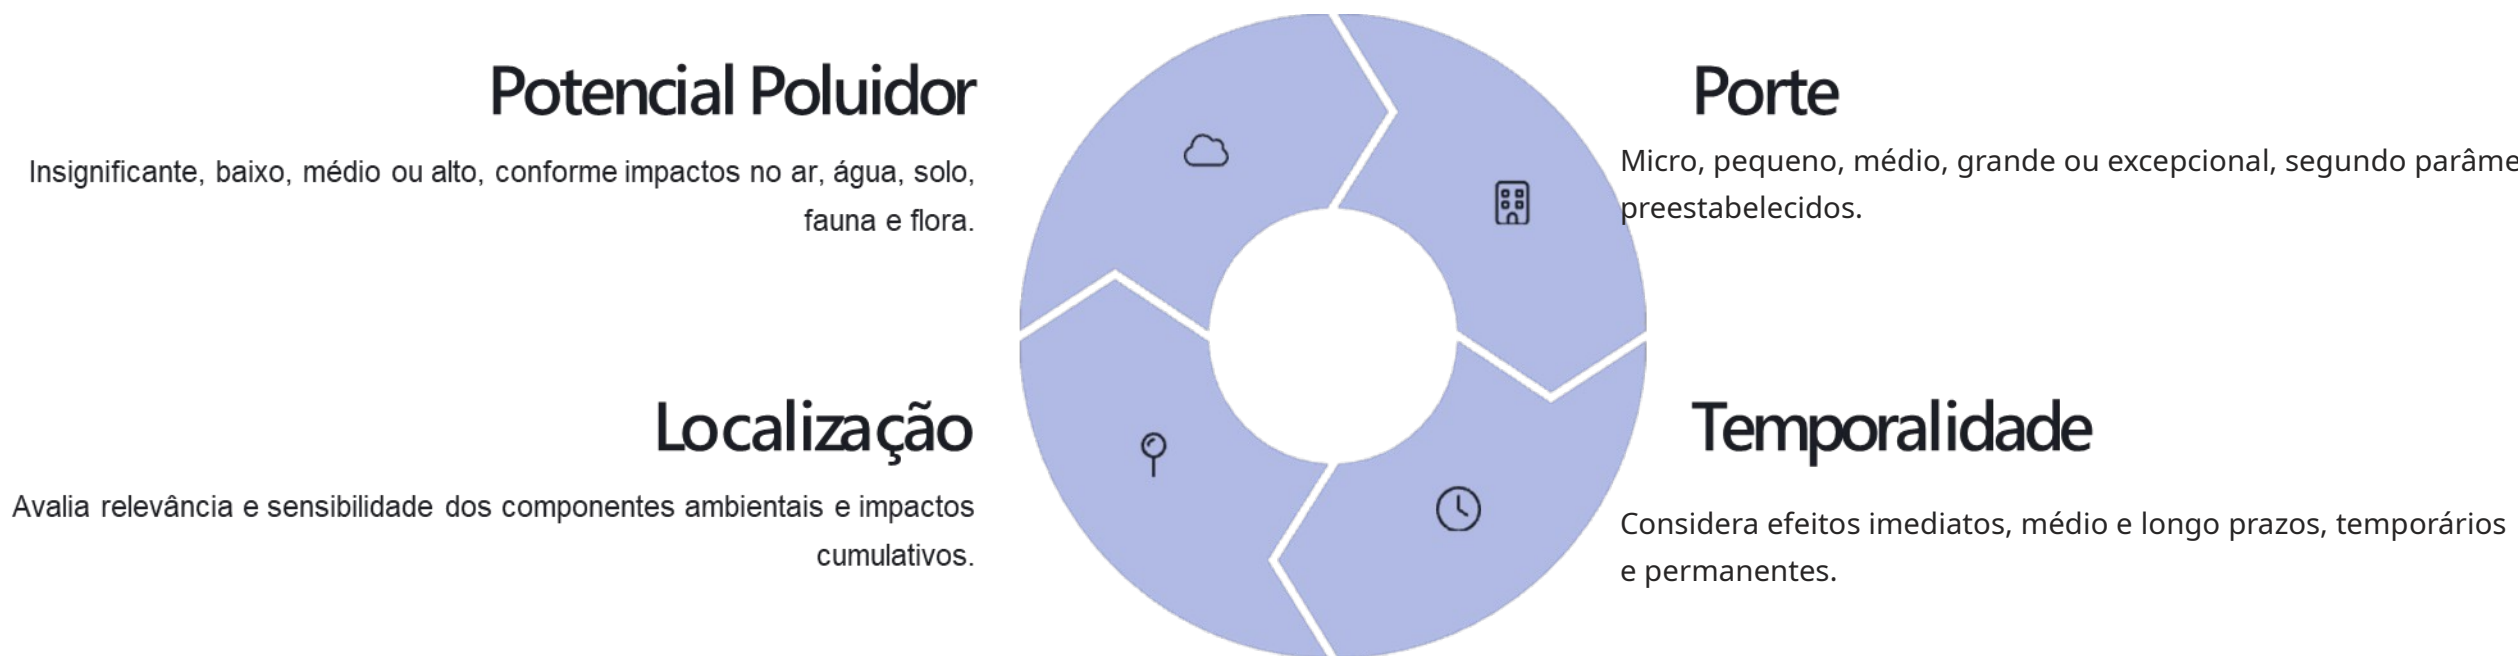 Potencial Poluidor
Insignificante, baixo, médio ou alto, conforme impactos no ar, água, solo,
fauna e flora.
Porte
Micro, pequeno, médio, grande ou excepcional, segundo parâme
preestabelecidos.
Localização
Avalia relevância e sensibilidade dos componentes ambientais e impactos
cumulativos.
Temporalidade
Considera efeitos imediatos, médio e longo prazos, temporários
e permanentes.